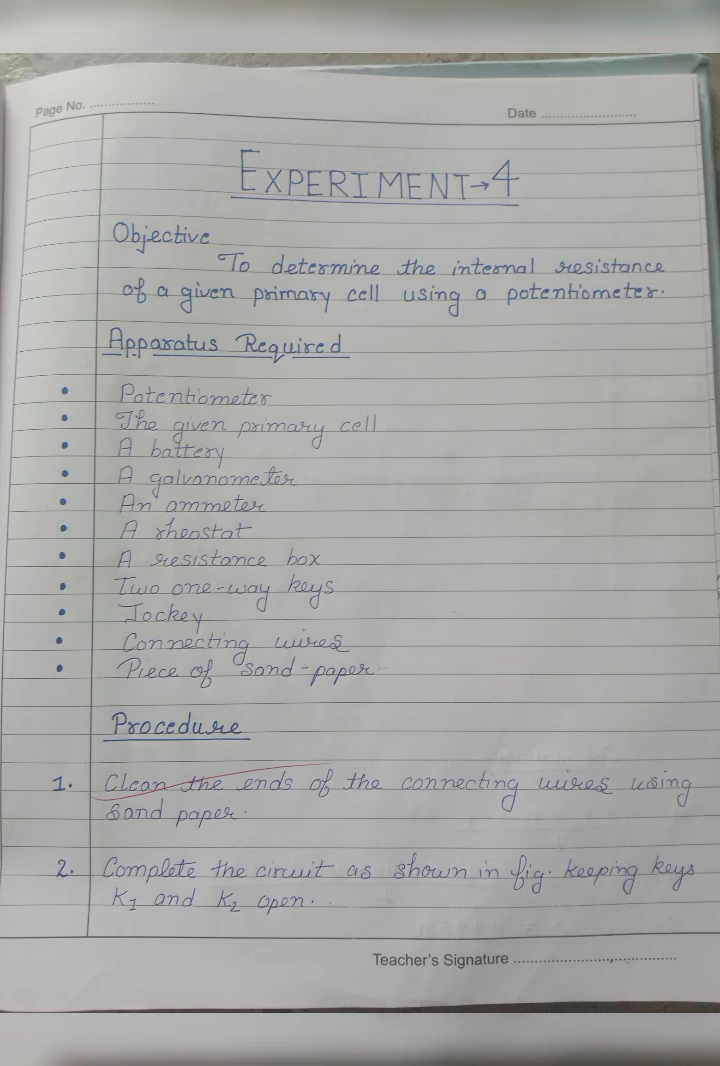 Page No. ................
Date ........................
EXPERIMENT→4
Objective
To determine the internal resistance
of a given primary cell using a potentiometer.
Apparatus Required
• Potentiometer
• The given primary cell
• A battery
• A galvanometer
• An ammeter
• A rheostat
• A resistance box
• Two one-way keys
• Jockey
• Connecting wires
• Piece of sand-paper
Procedure
1. Clean the ends of the connecting wires using
sand paper.
2. Complete the circuit as shown in fig. keeping keys
K1 and K2 open.
Teacher's Signature ........................................